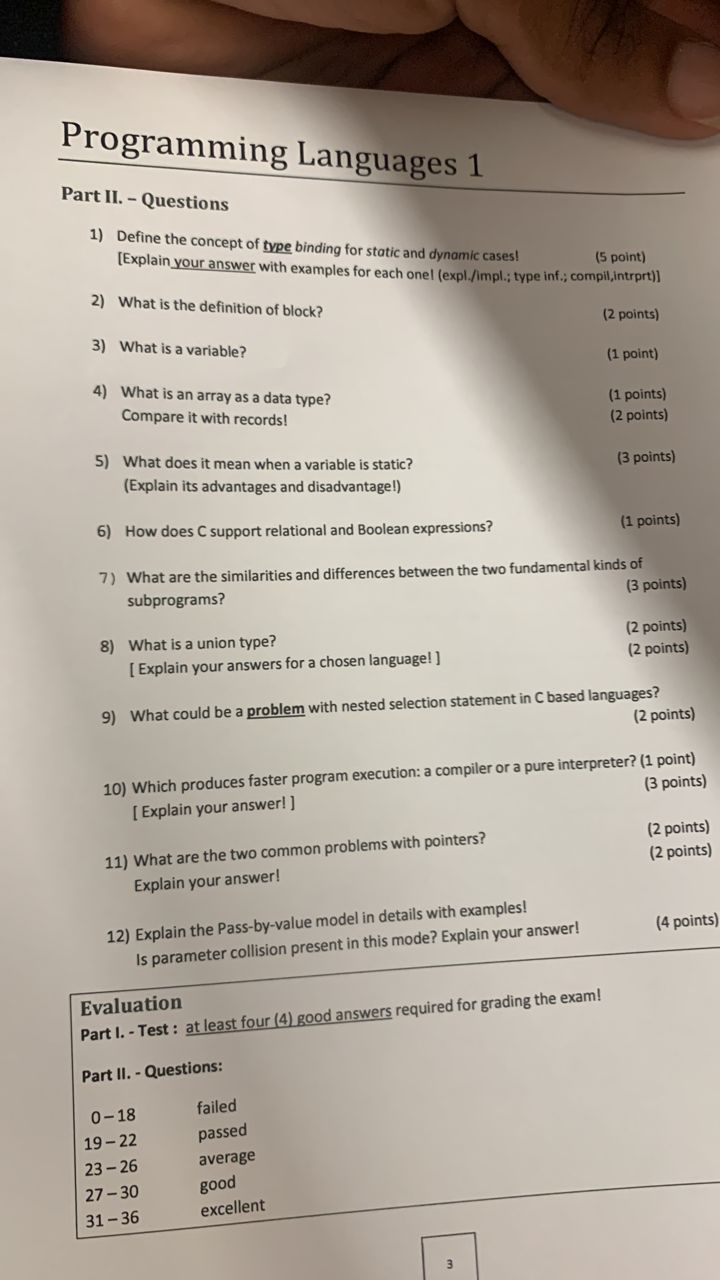 Programming Languages 1
Part II. – Questions
1) Define the concept of type binding for static and dynamic cases! (5 point)
[Explain your answer with examples for each one! (expl./impl.; type inf.; compil,intrprt)]
2) What is the definition of block? (2 points)
3) What is a variable? (1 point)
4) What is an array as a data type? (1 points)
Compare it with records! (2 points)
5) What does it mean when a variable is static? (3 points)
(Explain its advantages and disadvantage!)
6) How does C support relational and Boolean expressions? (1 points)
7) What are the similarities and differences between the two fundamental kinds of
subprograms? (3 points)
8) What is a union type? (2 points)
[ Explain your answers for a chosen language! ] (2 points)
9) What could be a problem with nested selection statement in C based languages?
(2 points)
10) Which produces faster program execution: a compiler or a pure interpreter? (1 point)
[ Explain your answer! ] (3 points)
11) What are the two common problems with pointers? (2 points)
Explain your answer! (2 points)
12) Explain the Pass-by-value model in details with examples!
Is parameter collision present in this mode? Explain your answer! (4 points)
Evaluation
Part I. - Test : at least four (4) good answers required for grading the exam!
Part II. - Questions:
0 – 18 failed
19 – 22 passed
23 – 26 average
27 – 30 good
31 – 36 excellent
3